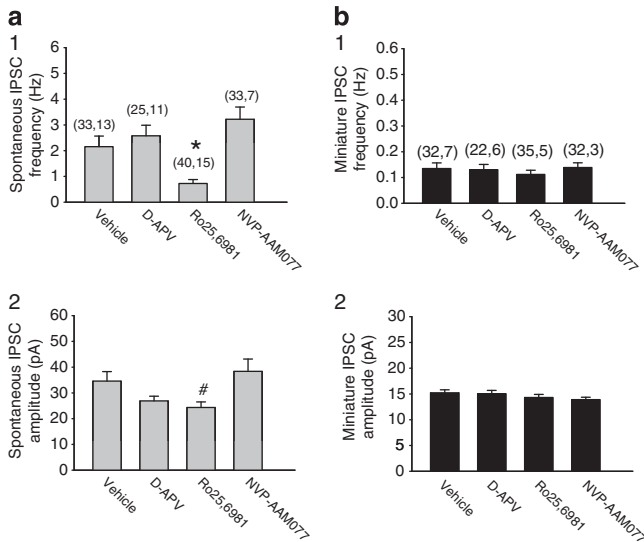 a
1
Spontaneous IPSC
frequency (Hz)
6
5
4
3
2
1
0
(33,13)
(25,11)
*
(40,15)
(33,7)
Vehicle
D-APV
Ro25,6981
NVP-AAM077
b
1
Miniature IPSC
frequency (Hz)
0.6
0.5
0.4
0.3
0.2
0.1
0.0
(32,7)
(22,6)
(35,5)
(32,3)
Vehicle
D-APV
Ro25,6981
NVP-AAM077
2
Spontaneous IPSC
amplitude (pA)
60
50
40
30
20
10
0
#
Vehicle
D-APV
Ro25,6981
NVP-AAM077
2
Miniature IPSC
amplitude (pA)
30
25
20
15
10
5
0
Vehicle
D-APV
Ro25,6981
NVP-AAM077